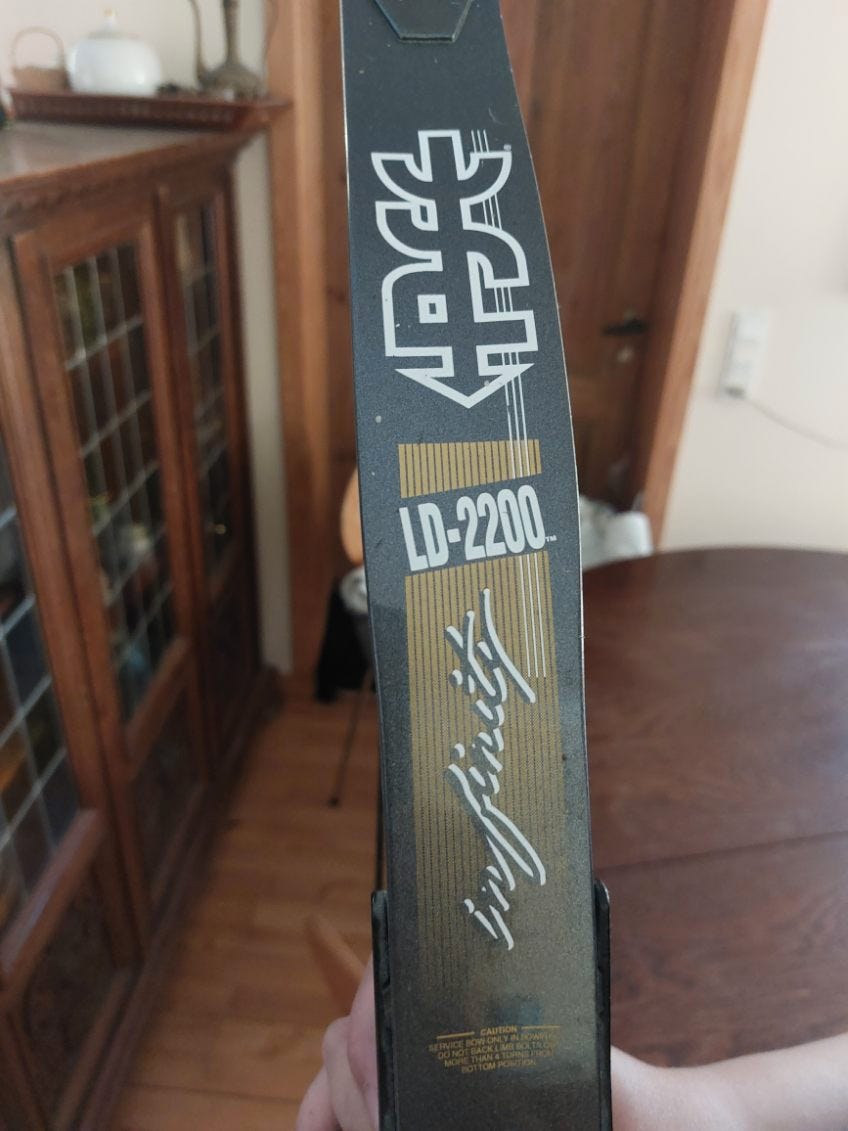 PSE
LD-2200™
infinity
CAUTION
SERVICE BOW ONLY IN BOWPRESS
DO NOT BACK LIMB BOLTS OUT
MORE THAN 4 TURNS FROM
BOTTOM POSITION.